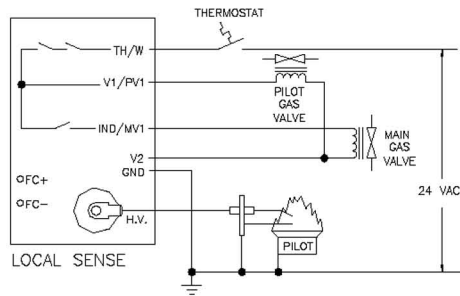 THERMOSTAT
TH/W
V1/PV1
PILOT
GAS
VALVE
IND/MV1
MAIN
GAS
VALVE
V2
GND
FC+
FC-
24 VAC
H.V.
PILOT
LOCAL SENSE